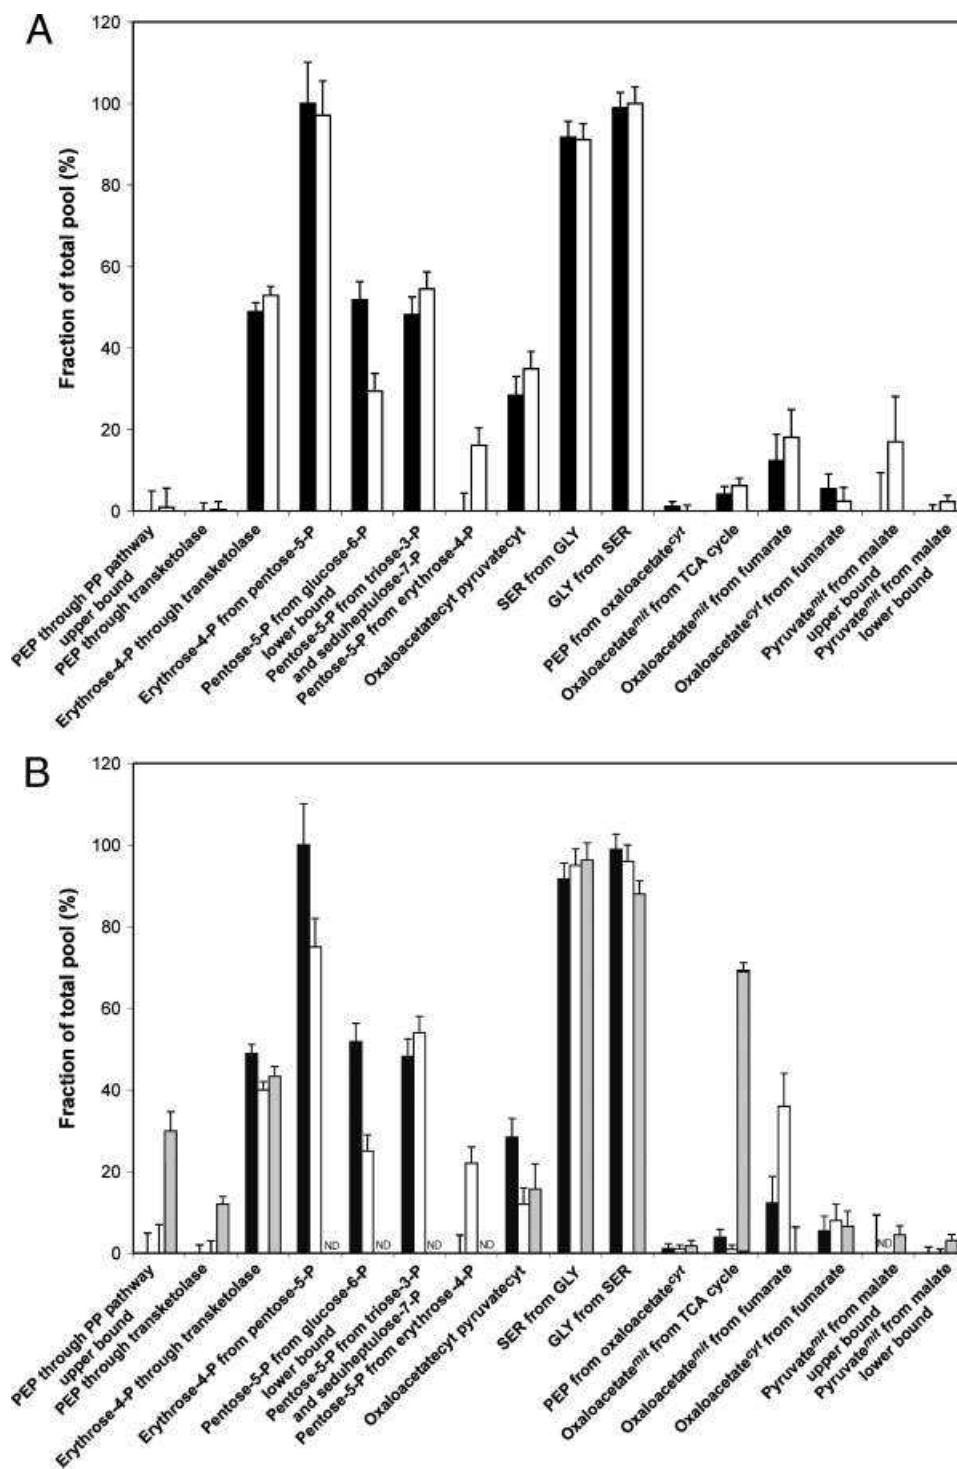 A
Fraction of total pool (%)
120
100
80
60
40
20
0
PEP through PP pathway
upper bound
PEP through transketolase
Erythrose-4-P through transketolase
Erythrose-4-P from pentose-5-P
Pentose-5-P from glucose-6-P
lower bound
Pentose-5-P from triose-3-P
and seduheptulose-7-P
Pentose-5-P from erythrose-4-P
Oxaloacetatecyt pyruvatecyt
SER from GLY
GLY from SER
PEP from oxaloacetatecyt
Oxaloacetatemit from TCA cycle
Oxaloacetatemit from fumarate
Oxaloacetatecyt from fumarate
Pyruvatemit from malate
upper bound
Pyruvatemit from malate
lower bound
B
Fraction of total pool (%)
120
100
80
60
40
20
0
ND
ND
ND
ND
ND
PEP through PP pathway
upper bound
PEP through transketolase
Erythrose-4-P through transketolase
Erythrose-4-P from pentose-5-P
Pentose-5-P from glucose-6-P
lower bound
Pentose-5-P from triose-3-P
and seduheptulose-7-P
Pentose-5-P from erythrose-4-P
Oxaloacetatecyt pyruvatecyt
SER from GLY
GLY from SER
PEP from oxaloacetatecyt
Oxaloacetatemit from TCA cycle
Oxaloacetatemit from fumarate
Oxaloacetatecyt from fumarate
Pyruvatemit from malate
upper bound
Pyruvatemit from malate
lower bound